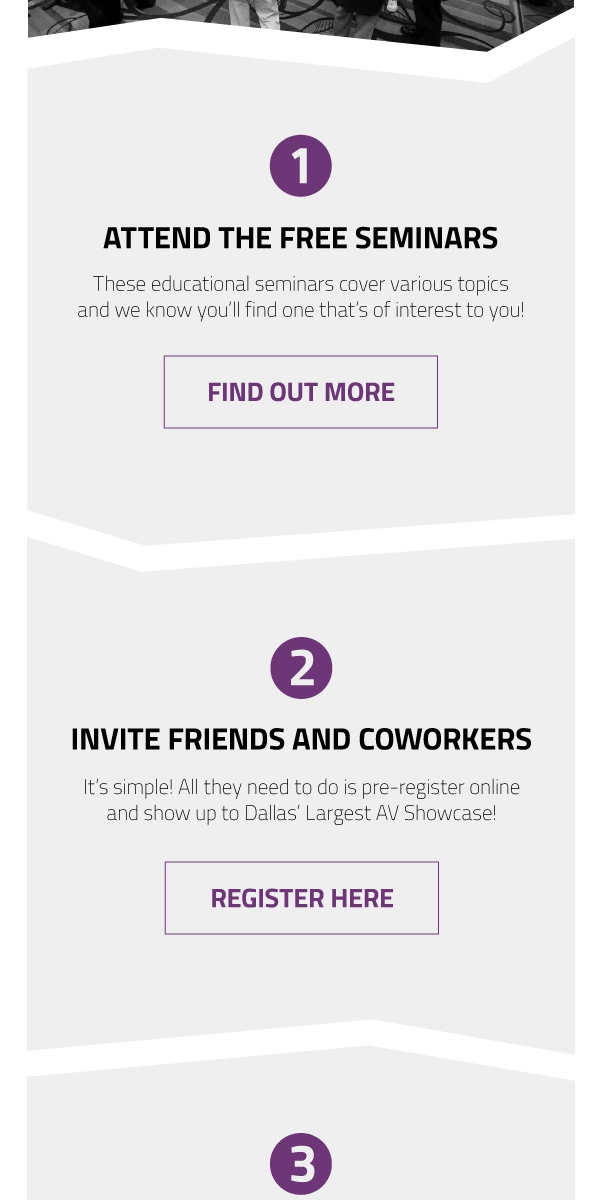 1
ATTEND THE FREE SEMINARS
These educational seminars cover various topics
and we know you’ll find one that’s of interest to you!
FIND OUT MORE
2
INVITE FRIENDS AND COWORKERS
It’s simple! All they need to do is pre-register online
and show up to Dallas’ Largest AV Showcase!
REGISTER HERE
3